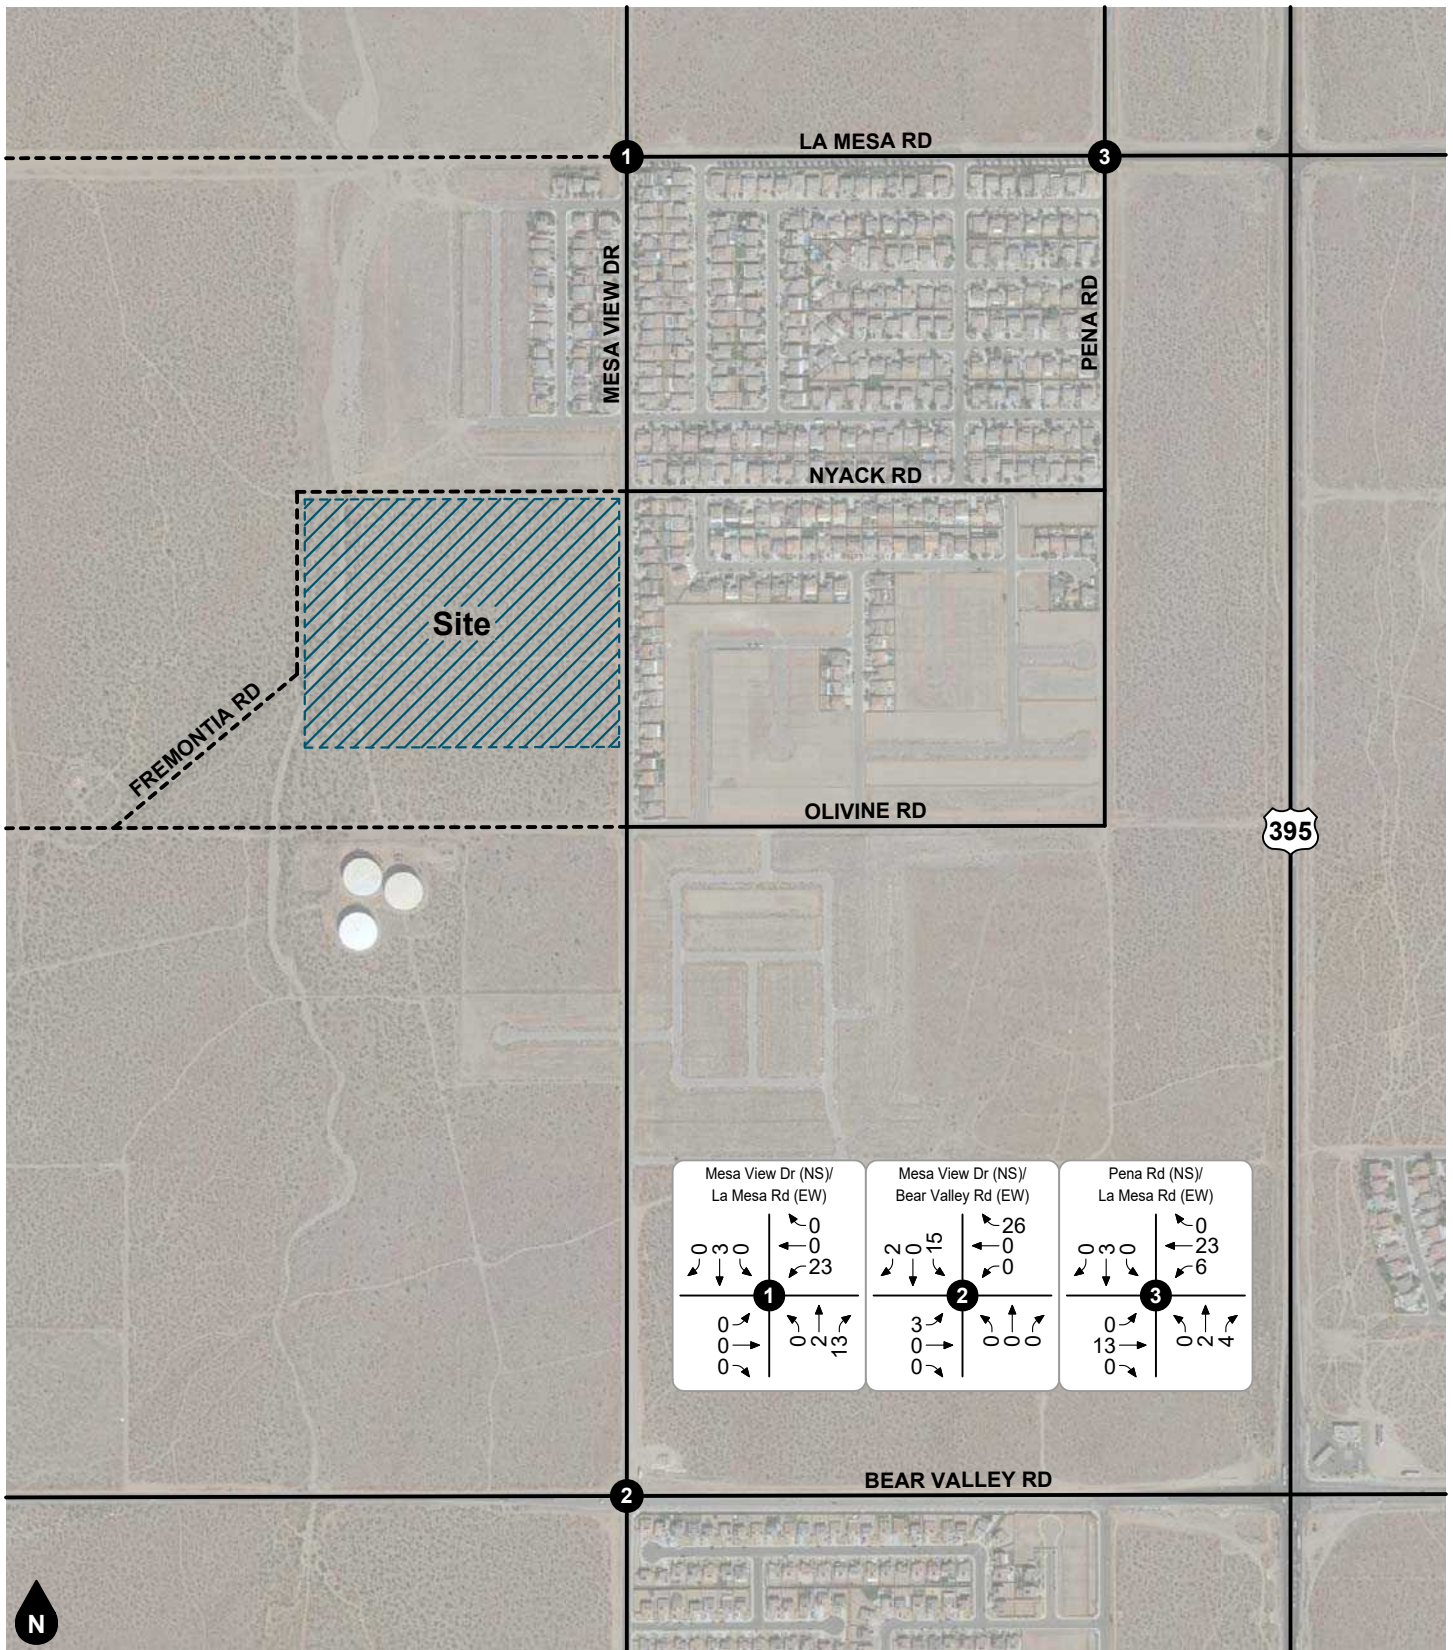 LA MESA RD
1
3
MESA VIEW DR
PENA RD
NYACK RD
Site
FREMONTIA RD
OLIVINE RD
395
Mesa View Dr (NS)/
La Mesa Rd (EW)
0 3 0
0
0
23
1
0
0
0
0 2 13
Mesa View Dr (NS)/
Bear Valley Rd (EW)
2 0 15
26
0
0
2
3
0
0
0 0 0
Pena Rd (NS)/
La Mesa Rd (EW)
0 3 0
0
23
6
3
0
13
0
0 2 4
BEAR VALLEY RD
2
N